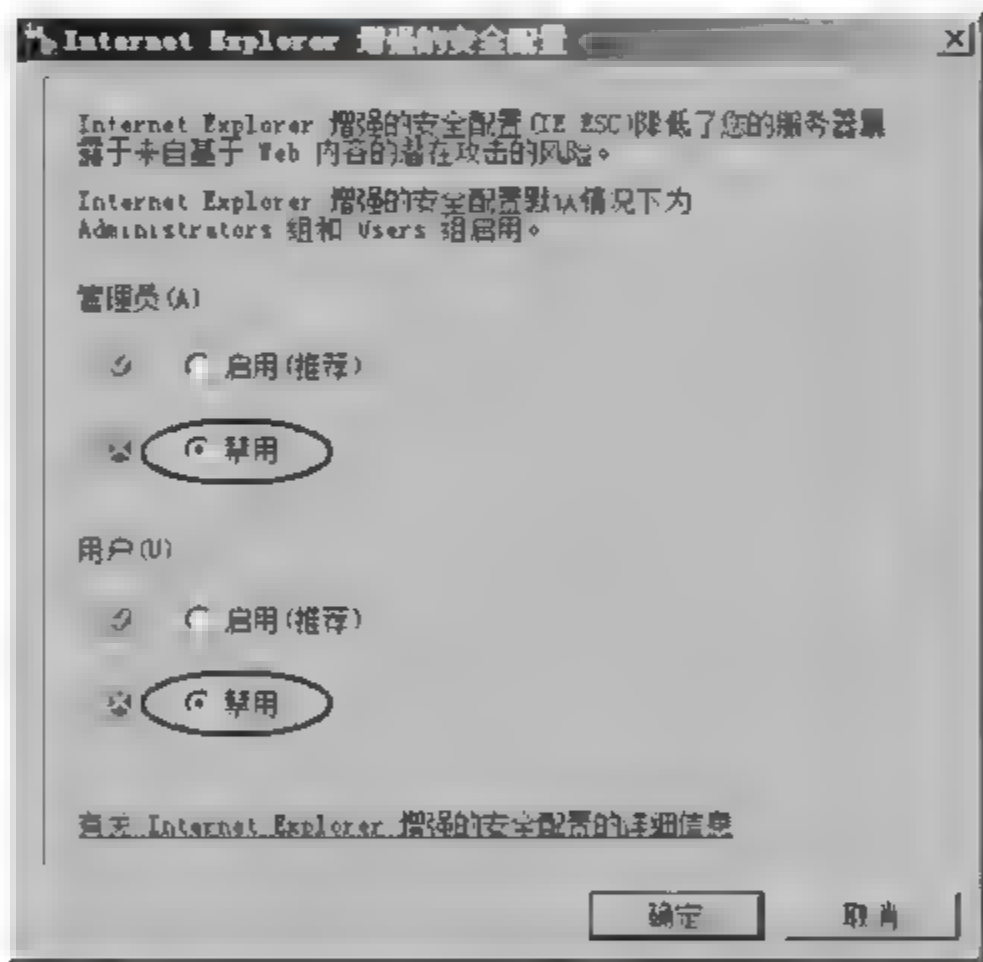 Internet Explorer 增强的安全配置
Internet Explorer 增强的安全配置(IE ESC)降低了您的服务器暴
露于来自基于 Web 内容的潜在攻击的风险。
Internet Explorer 增强的安全配置默认情况下为
Administrators 组和 Users 组启用。
管理员(A)
启用(推荐)
禁用
用户(U)
启用(推荐)
禁用
有关 Internet Explorer 增强的安全配置的详细信息
确定
取消